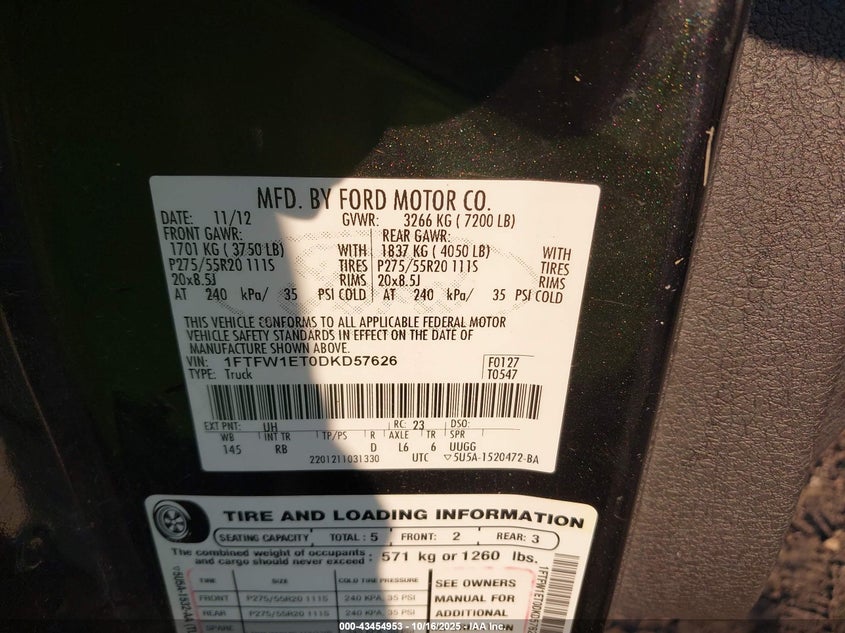 MFD. BY FORD MOTOR CO.
DATE: 11/12 GVWR: 3266 KG ( 7200 LB)
FRONT GAWR: REAR GAWR:
1701 KG ( 3750 LB) WITH 1837 KG ( 4050 LB) WITH
P275/55R20 111S TIRES P275/55R20 111S TIRES
20x8.5J RIMS 20x8.5J RIMS
AT 240 kPa/ 35 PSI COLD AT 240 kPa/ 35 PSI COLD
THIS VEHICLE CONFORMS TO ALL APPLICABLE FEDERAL MOTOR
VEHICLE SAFETY STANDARDS IN EFFECT ON THE DATE OF
MANUFACTURE SHOWN ABOVE.
VIN: 1FTFW1ET0DKD57626 F0127
TYPE: Truck T0547
EXT PNT: UH RC: 23 DSO:
WB INT TR TP/PS R AXLE TR SPR
145 RB D L6 6 UUGG
2201211031330 UTC ▽5U5A-1520472-BA
TIRE AND LOADING INFORMATION
SEATING CAPACITY TOTAL : 5 FRONT: 2 REAR: 3
The combined weight of occupants
and cargo should never exceed : 571 kg or 1260 lbs.
TIRE SIZE COLD TIRE PRESSURE SEE OWNERS
FRONT P275/55R20 111S 240 KPA, 35 PSI MANUAL FOR
REAR P275/55R20 111S 240 KPA, 35 PSI ADDITIONAL
SPARE
000-43454953 - 10/16/2025 - IAA Inc.